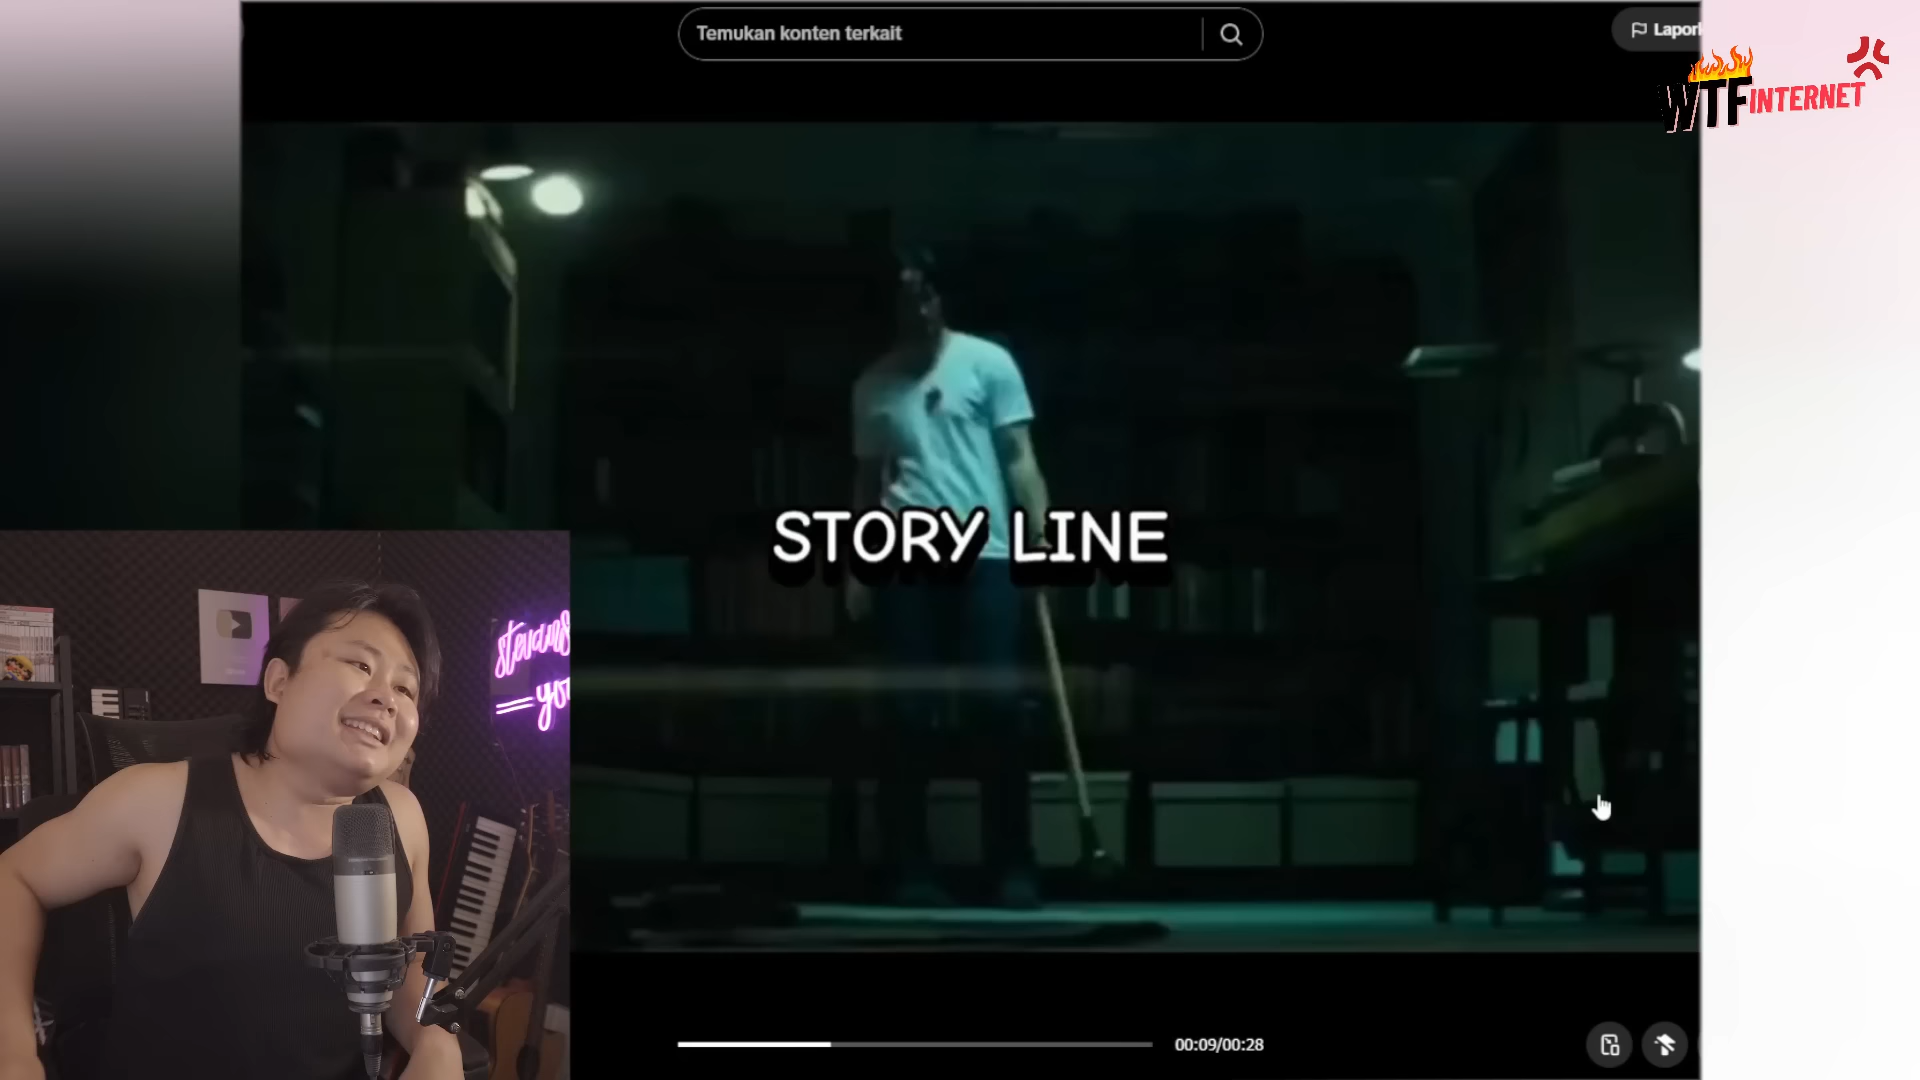 Temukan konten terkait
Lapor
WTF INTERNET
STORY LINE
00:09/00:28